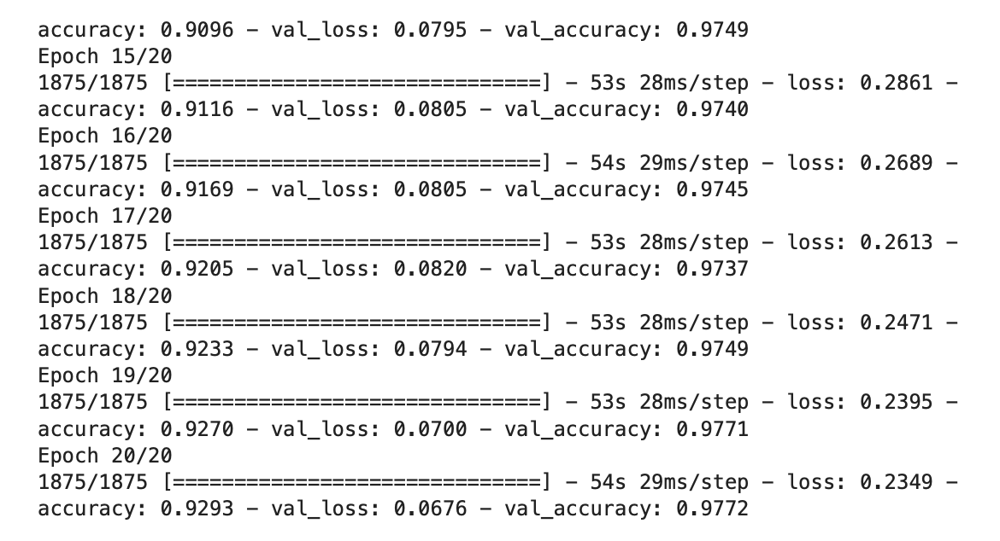 accuracy: 0.9096 - val_loss: 0.0795 - val_accuracy: 0.9749
Epoch 15/20
1875/1875 [==============================] - 53s 28ms/step - loss: 0.2861 -
accuracy: 0.9116 - val_loss: 0.0805 - val_accuracy: 0.9740
Epoch 16/20
1875/1875 [==============================] - 54s 29ms/step - loss: 0.2689 -
accuracy: 0.9169 - val_loss: 0.0805 - val_accuracy: 0.9745
Epoch 17/20
1875/1875 [==============================] - 53s 28ms/step - loss: 0.2613 -
accuracy: 0.9205 - val_loss: 0.0820 - val_accuracy: 0.9737
Epoch 18/20
1875/1875 [==============================] - 53s 28ms/step - loss: 0.2471 -
accuracy: 0.9233 - val_loss: 0.0794 - val_accuracy: 0.9749
Epoch 19/20
1875/1875 [==============================] - 53s 28ms/step - loss: 0.2395 -
accuracy: 0.9270 - val_loss: 0.0700 - val_accuracy: 0.9771
Epoch 20/20
1875/1875 [==============================] - 54s 29ms/step - loss: 0.2349 -
accuracy: 0.9293 - val_loss: 0.0676 - val_accuracy: 0.9772